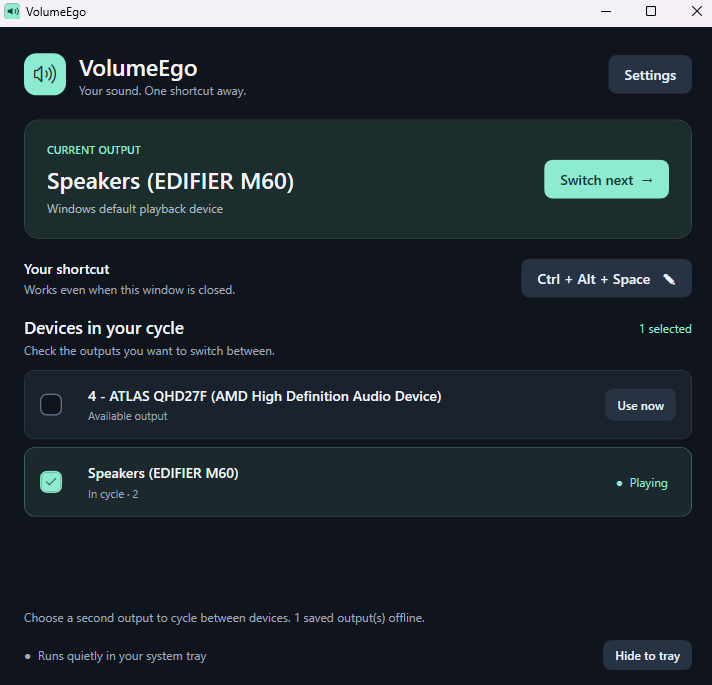 VolumeEgo
VolumeEgo
Your sound. One shortcut away.
Settings
CURRENT OUTPUT
Speakers (EDIFIER M60)
Windows default playback device
Switch next →
Your shortcut
Works even when this window is closed.
Ctrl + Alt + Space
Devices in your cycle
1 selected
Check the outputs you want to switch between.
4 - ATLAS QHD27F (AMD High Definition Audio Device)
Available output
Use now
Speakers (EDIFIER M60)
In cycle · 2
● Playing
Choose a second output to cycle between devices. 1 saved output(s) offline.
● Runs quietly in your system tray
Hide to tray